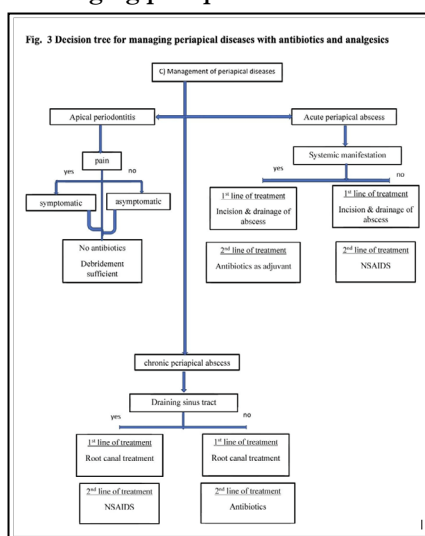 Fig. 3 Decision tree for managing periapical diseases with antibiotics and analgesics
C) Management of periapical diseases
Apical periodontitis
Acute periapical abscess
pain
Systemic manifestation
yes
no
yes
no
symptomatic
asymptomatic
1st line of treatment
Incision & drainage of
abscess
1st line of treatment
Incision & drainage of
abscess
No antibiotics
Debridement
sufficient
2nd line of treatment
Antibiotics as adjuvant
2nd line of treatment
NSAIDS
chronic periapical abscess
Draining sinus tract
yes
no
1st line of treatment
Root canal treatment
1st line of treatment
Root canal treatment
2nd line of treatment
NSAIDS
2nd line of treatment
Antibiotics